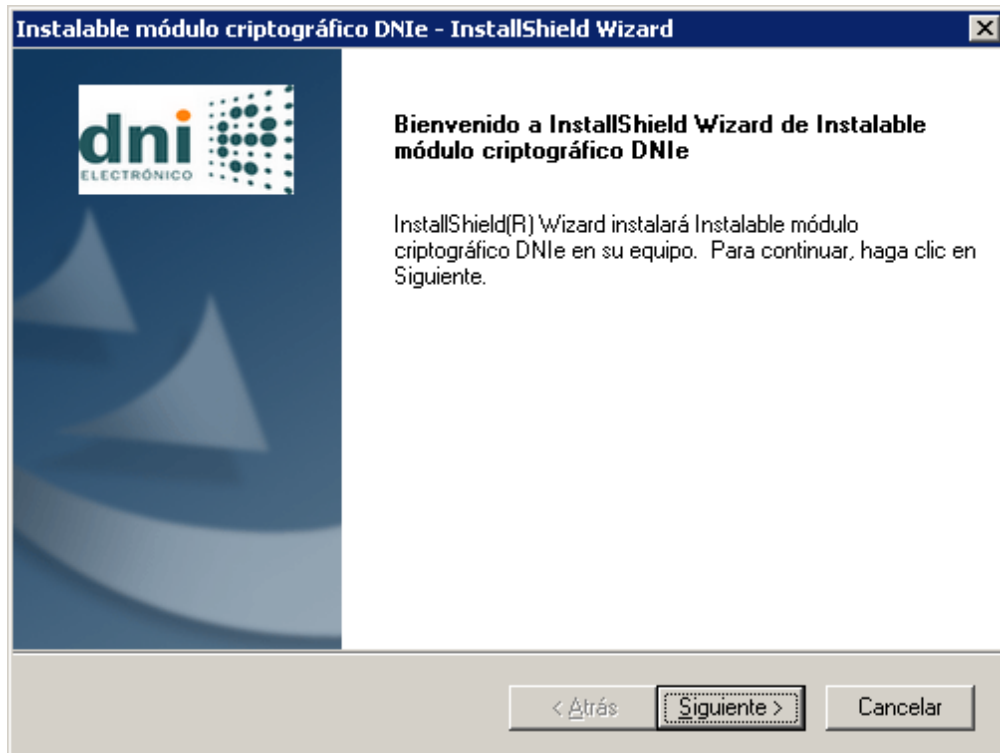 Instalable módulo criptográfico DNIe - InstallShield Wizard
dni
ELECTRÓNICO
Bienvenido a InstallShield Wizard de Instalable
módulo criptográfico DNIe
InstallShield(R) Wizard instalará Instalable módulo
criptográfico DNIe en su equipo. Para continuar, haga clic en
Siguiente.
< Atrás
Siguiente >
Cancelar